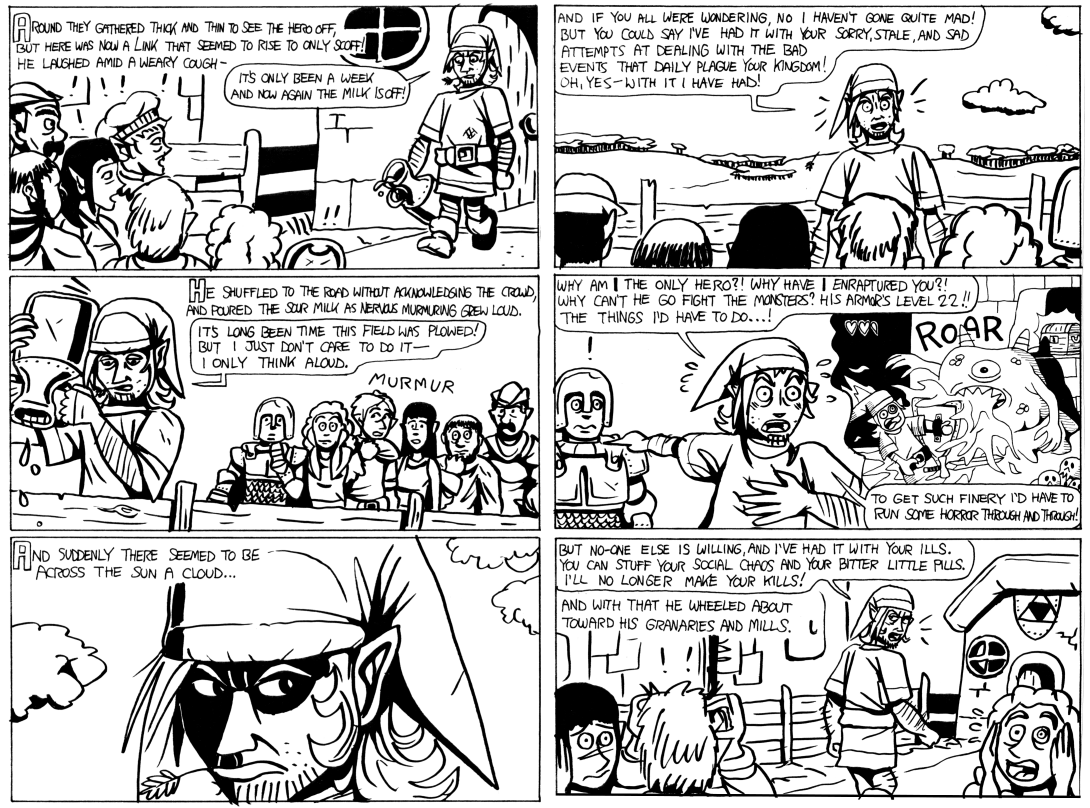 AROUND THEY GATHERED THICK AND THIN TO SEE THE HERO OFF,
BUT HERE WAS NOW A LINK THAT SEEMED TO RISE TO ONLY SCOFF!
HE LAUGHED AMID A WEARY COUGH-
IT'S ONLY BEEN A WEEK
AND NOW AGAIN THE MILK IS OFF!
!!
HE SHUFFLED TO THE ROAD WITHOUT ACKNOWLEDGING THE CROWD,
AND POURED THE SOUR MILK AS NERVOUS MURMURING GREW LOUD.
IT'S LONG BEEN TIME THIS FIELD WAS PLOWED!
BUT I JUST DON'T CARE TO DO IT—
I ONLY THINK ALOUD.
MURMUR
AND SUDDENLY THERE SEEMED TO BE
ACROSS THE SUN A CLOUD...
AND IF YOU ALL WERE WONDERING, NO I HAVEN'T GONE QUITE MAD!
BUT YOU COULD SAY I'VE HAD IT WITH YOUR SORRY, STALE, AND SAD
ATTEMPTS AT DEALING WITH THE BAD
EVENTS THAT DAILY PLAGUE YOUR KINGDOM!
OH, YES—WITH IT I HAVE HAD!
WHY AM I THE ONLY HERO?! WHY HAVE I ENRAPTURED YOU?!
WHY CAN'T HE GO FIGHT THE MONSTERS? HIS ARMOR'S LEVEL 22!!
THE THINGS I'D HAVE TO DO...!
!
ROAR
TO GET SUCH FINERY I'D HAVE TO
RUN SOME HORROR THROUGH AND THROUGH!
BUT NO-ONE ELSE IS WILLING, AND I'VE HAD IT WITH YOUR ILLS.
YOU CAN STUFF YOUR SOCIAL CHAOS AND YOUR BITTER LITTLE PILLS.
I'LL NO LONGER MAKE YOUR KILLS!
AND WITH THAT HE WHEELED ABOUT
TOWARD HIS GRANARIES AND MILLS.
! !